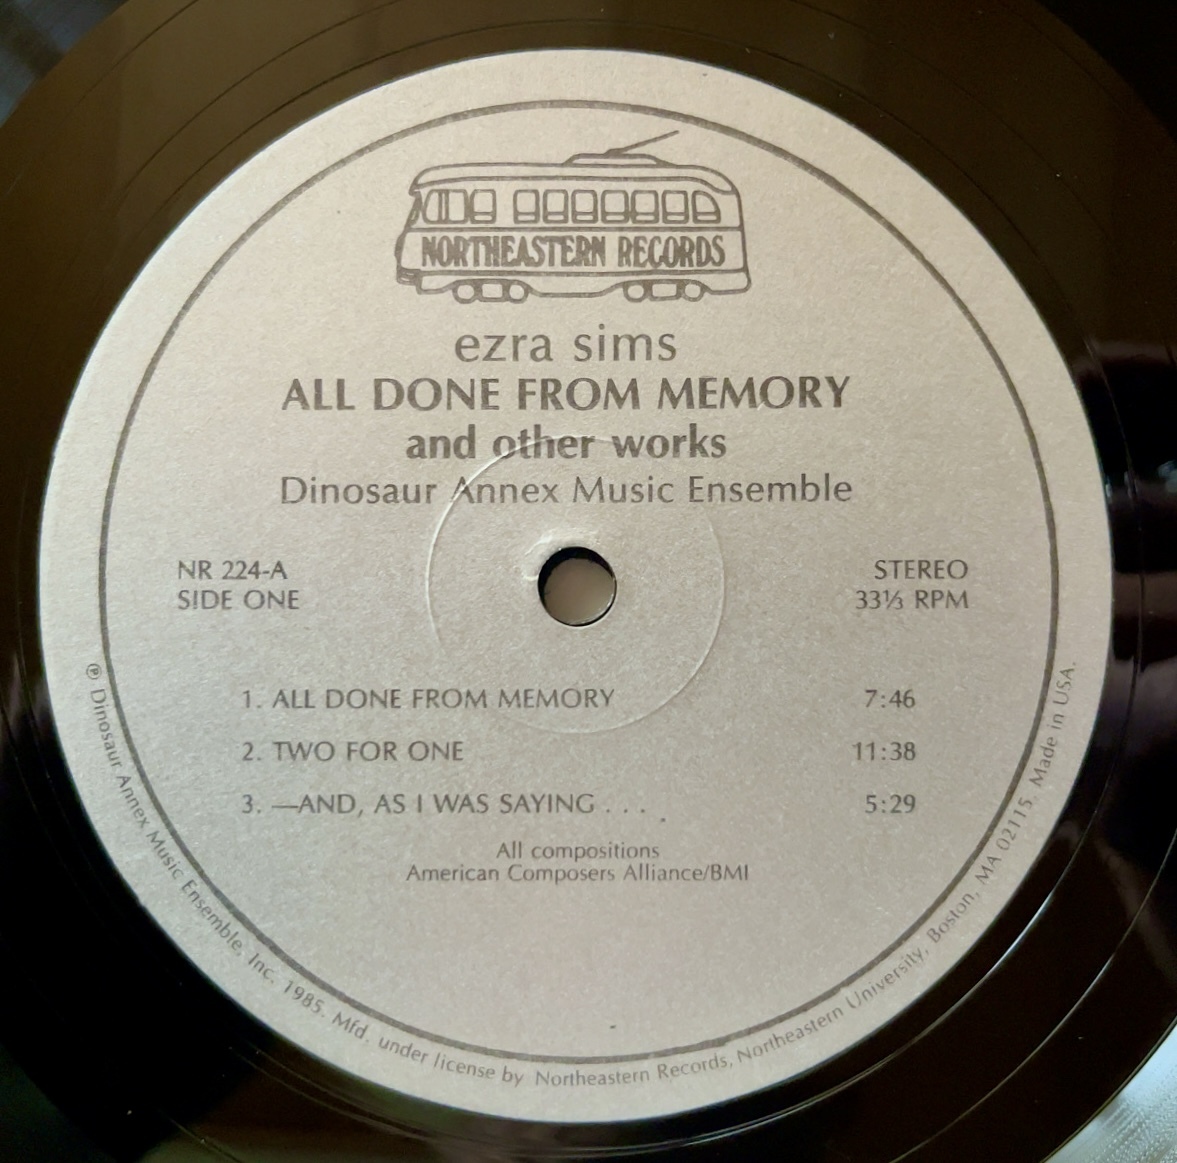 NORTHEASTERN RECORDS
ezra sims
ALL DONE FROM MEMORY
and other works
Dinosaur Annex Music Ensemble
NR 224-A
SIDE ONE
STEREO
33⅓ RPM
1. ALL DONE FROM MEMORY 7:46
2. TWO FOR ONE 11:38
3. —AND, AS I WAS SAYING . . . 5:29
All compositions
American Composers Alliance/BMI
℗ Dinosaur Annex Music Ensemble, Inc. 1985. Mfd. under license by Northeastern Records, Northeastern University, Boston, MA 02115. Made in USA.